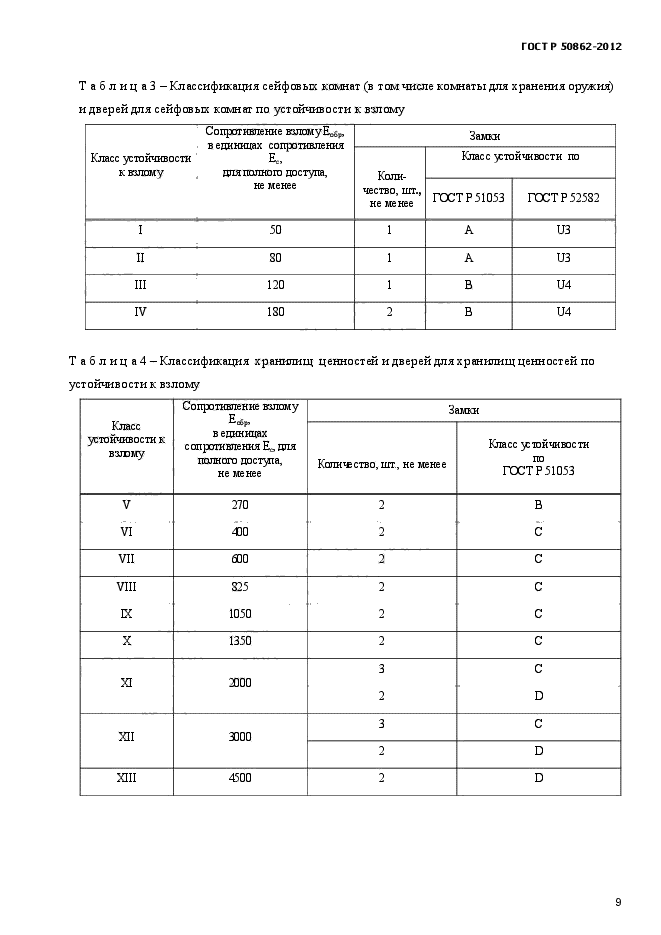 ГОСТ Р 50862-2012
Т а б л и ц а 3 – Классификация сейфовых комнат (в том числе комнаты для хранения оружия)
и дверей для сейфовых комнат по устойчивости к взлому
Класс устойчивости
к взлому
Сопротивление взлому Eобр,
в единицах сопротивления
Eс,
для полного доступа,
не менее
Замки
Коли-
чество, шт.,
не менее
Класс устойчивости по
ГОСТ Р 51053
ГОСТ Р 52582
I 50 1 A U3
II 80 1 A U3
III 120 1 B U4
IV 180 2 B U4
Т а б л и ц а 4 – Классификация хранилищ ценностей и дверей для хранилищ ценностей по
устойчивости к взлому
Класс
устойчивости к
взлому
Сопротивление взлому
Eобр,
в единицах
сопротивления Eс, для
полного доступа,
не менее
Замки
Количество, шт., не менее
Класс устойчивости
по
ГОСТ Р 51053
V 270 2 B
VI 400 2 C
VII 600 2 C
VIII 825 2 C
IX 1050 2 C
X 1350 2 C
XI 2000 3 C
2 D
XII 3000 3 C
2 D
XIII 4500 2 D
9